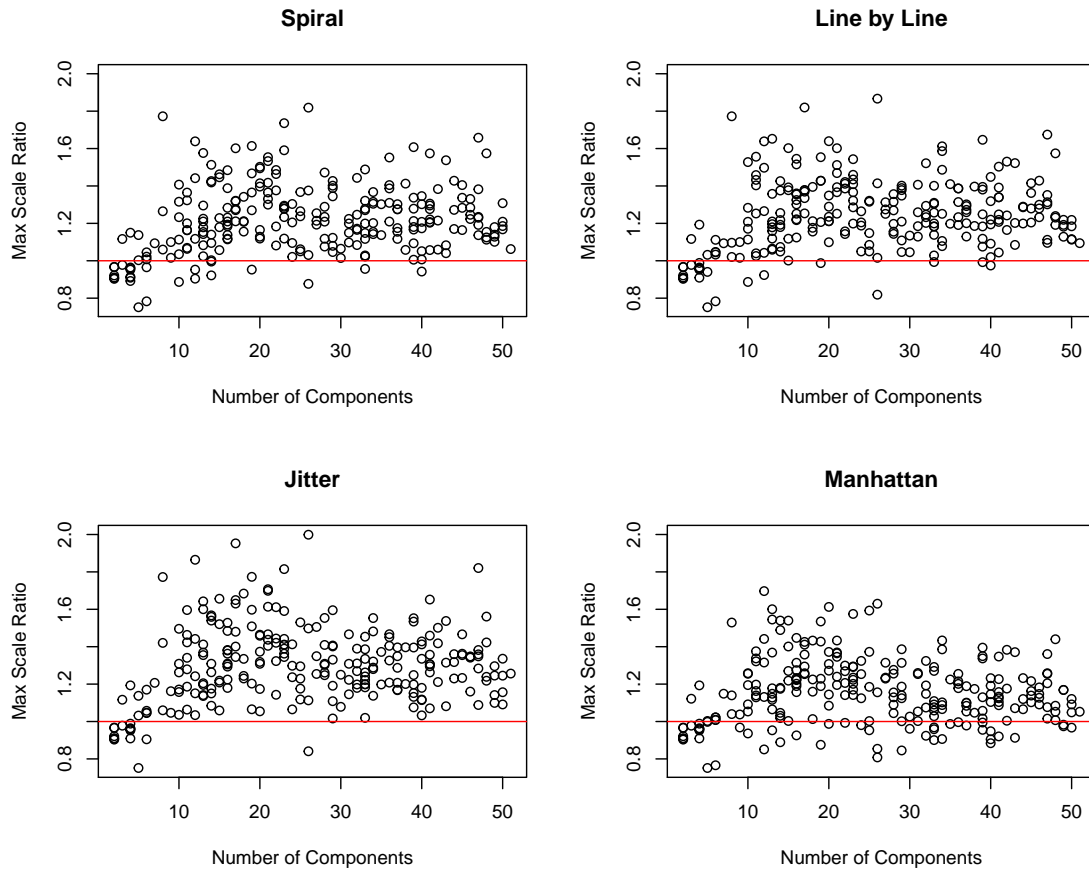 Spiral
Max Scale Ratio
2.0
1.6
1.2
0.8
10 20 30 40 50
Number of Components
Line by Line
Max Scale Ratio
2.0
1.6
1.2
0.8
10 20 30 40 50
Number of Components
Jitter
Max Scale Ratio
2.0
1.6
1.2
0.8
10 20 30 40 50
Number of Components
Manhattan
Max Scale Ratio
2.0
1.6
1.2
0.8
10 20 30 40 50
Number of Components